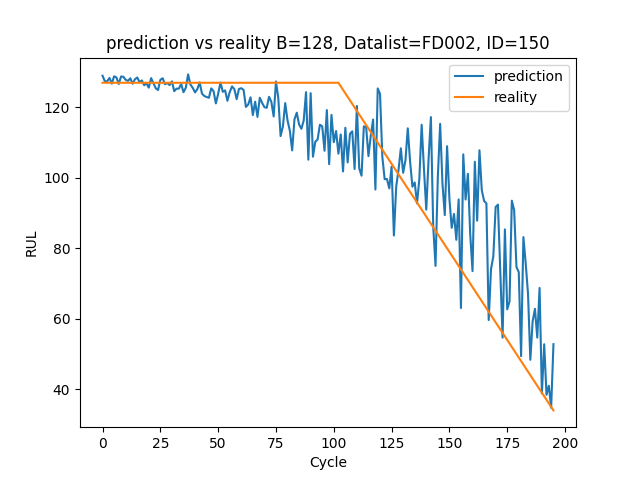 prediction vs reality B=128, Datalist=FD002, ID=150
prediction
reality
120
100
80
60
40
RUL
0 25 50 75 100 125 150 175 200
Cycle